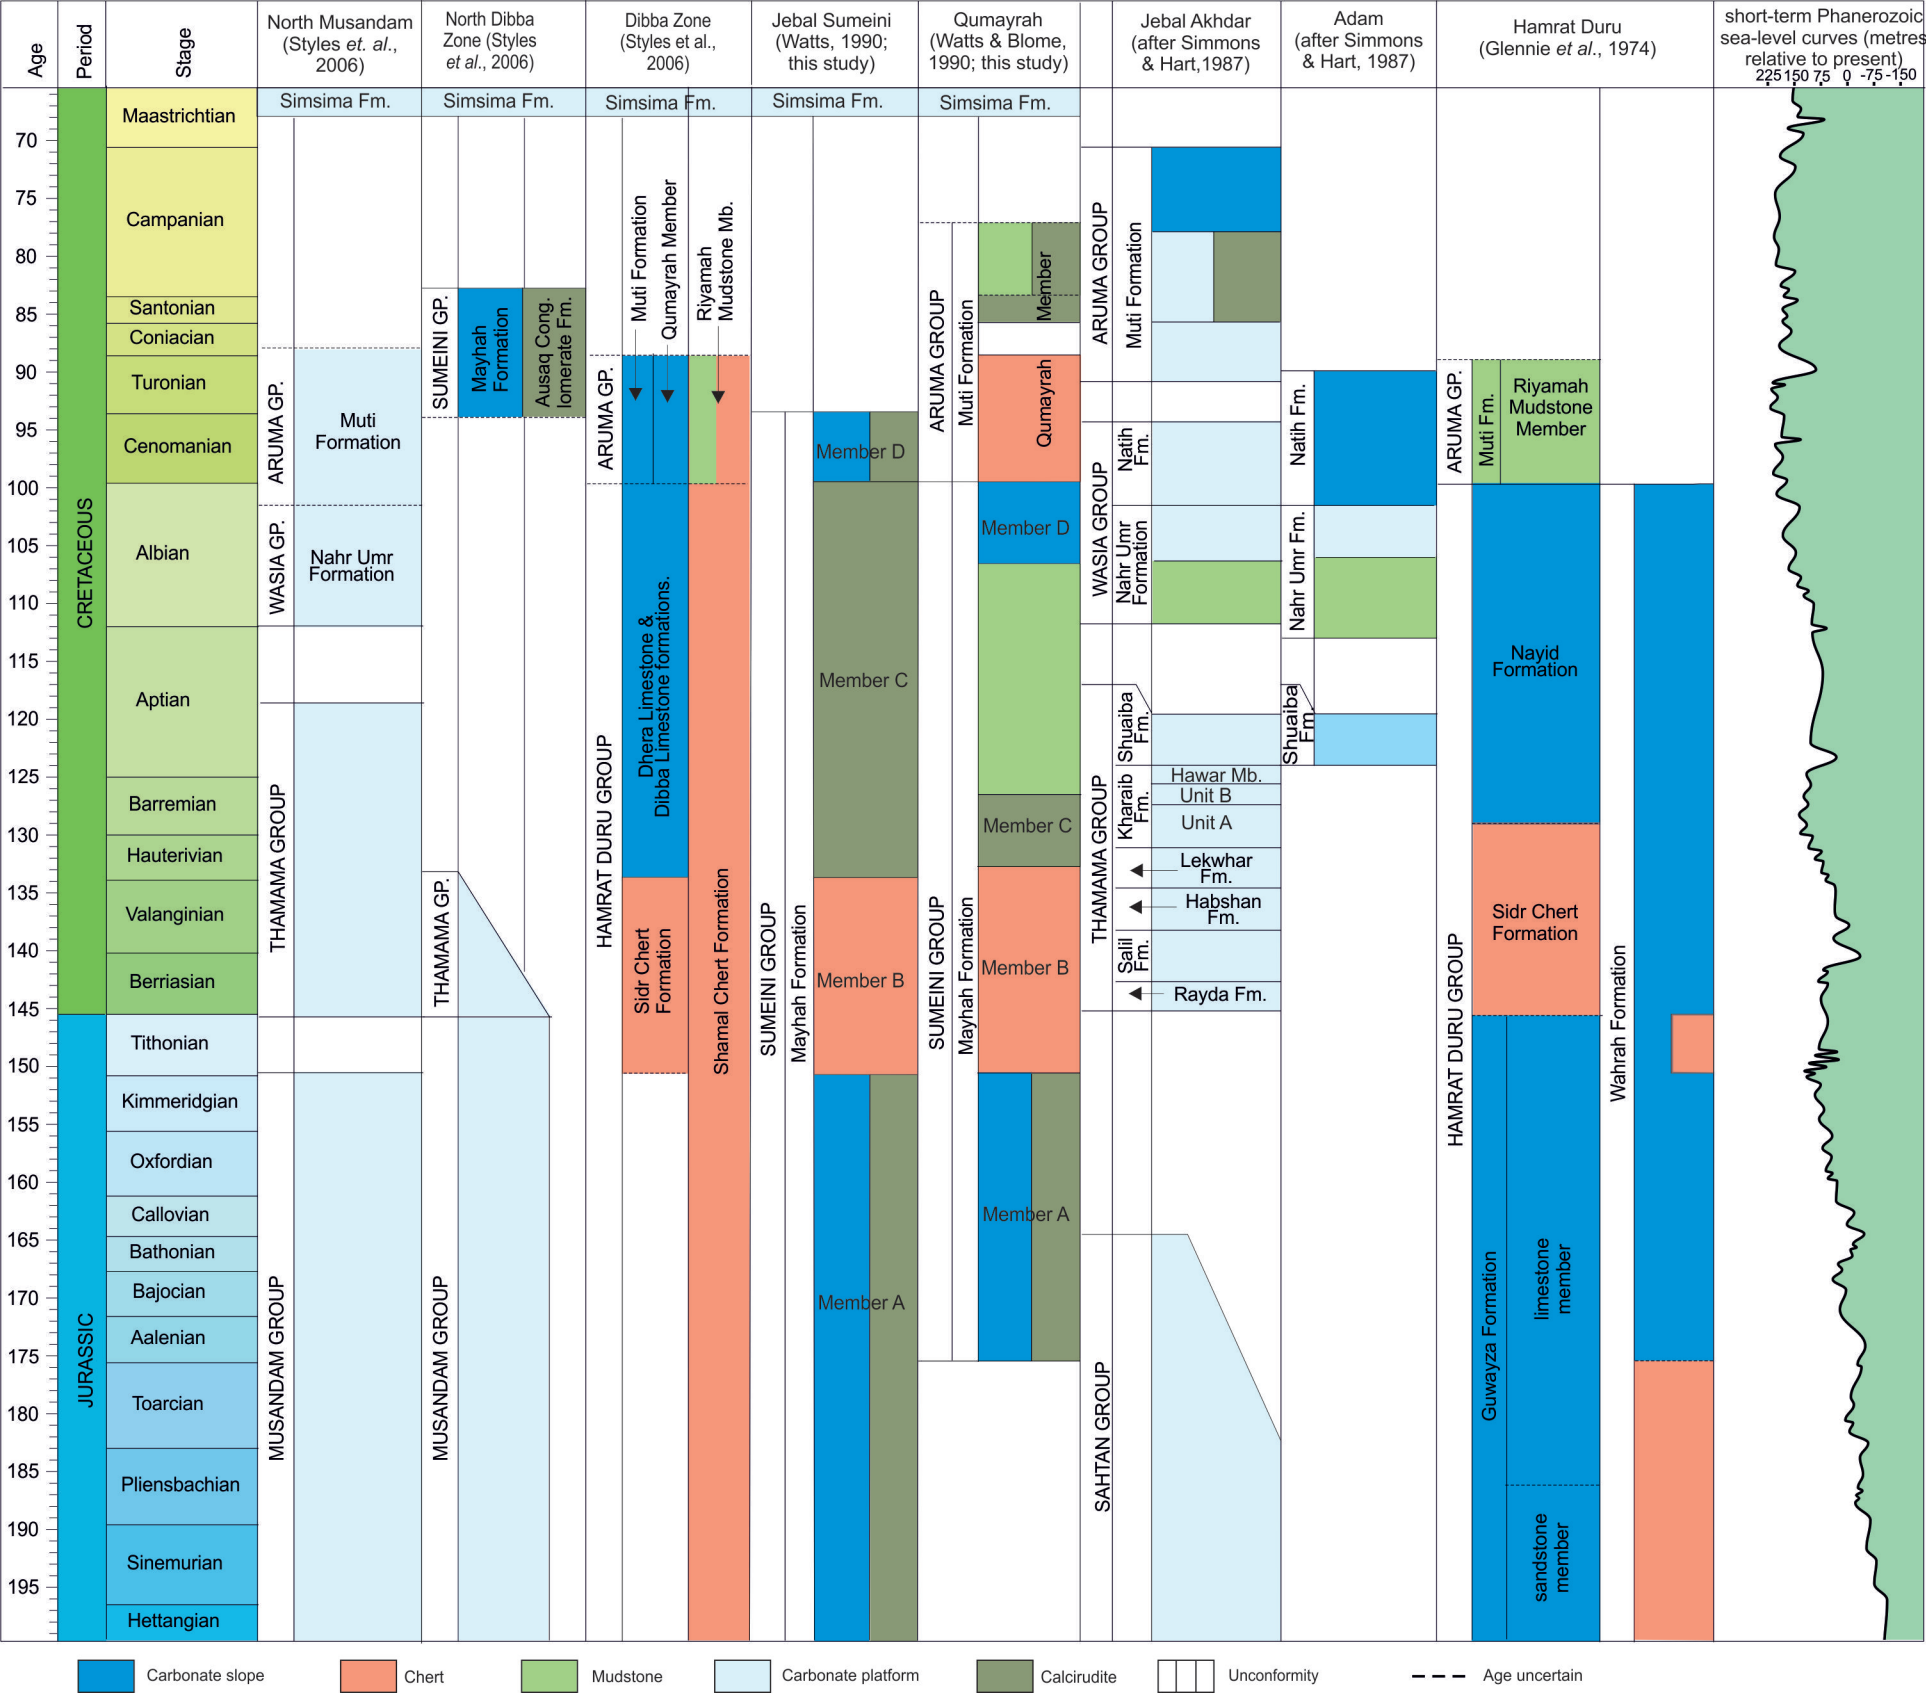 Age
Period
Stage
North Musandam
(Styles et. al.,
2006)
North Dibba
Zone (Styles
et al., 2006)
Dibba Zone
(Styles et al.,
2006)
Jebal Sumeini
(Watts, 1990;
this study)
Qumayrah
(Watts & Blome,
1990; this study)
Jebal Akhdar
(after Simmons
& Hart,1987)
Adam
(after Simmons
& Hart, 1987)
Hamrat Duru
(Glennie et al., 1974)
short-term Phanerozoic
sea-level curves (metres
relative to present)
225 150 75 0 -75 -150
70
75
80
85
90
95
100
105
110
115
120
125
130
135
140
145
150
155
160
165
170
175
180
185
190
195
CRETACEOUS
JURASSIC
Maastrichtian
Campanian
Santonian
Coniacian
Turonian
Cenomanian
Albian
Aptian
Barremian
Hauterivian
Valanginian
Berriasian
Tithonian
Kimmeridgian
Oxfordian
Callovian
Bathonian
Bajocian
Aalenian
Toarcian
Pliensbachian
Sinemurian
Hettangian
Simsima Fm.
ARUMA GP.
Muti
Formation
WASIA GP.
Nahr Umr
Formation
THAMAMA GROUP
MUSANDAM GROUP
Simsima Fm.
SUMEINI GP.
Mayhah
Formation
Ausaq Cong.
lomerate Fm.
THAMAMA GP.
MUSANDAM GROUP
Simsima Fm.
Muti Formation
Qumayrah Member
Riyamah
Mudstone Mb.
ARUMA GP.
HAMRAT DURU GROUP
Dhera Limestone &
Dibba Limestone formations.
Sidr Chert
Formation
Shamal Chert Formation
Simsima Fm.
SUMEINI GROUP
Mayhah Formation
Member D
Member C
Member B
Member A
Simsima Fm.
ARUMA GROUP
Muti Formation
Member
Qumayrah
SUMEINI GROUP
Mayhah Formation
Member D
Member C
Member B
Member A
ARUMA GROUP
Muti Formation
WASIA GROUP
Natih
Fm.
Nahr Umr
Formation
THAMAMA GROUP
Shuaiba
Fm.
Kharaib
Fm.
Hawar Mb.
Unit B
Unit A
Lekwhar
Fm.
Habshan
Fm.
Salil
Fm.
Rayda Fm.
SAHTAN GROUP
Natih Fm.
Nahr Umr Fm.
Shuaiba
Fm.
ARUMA GP.
Muti Fm.
Riyamah
Mudstone
Member
HAMRAT DURU GROUP
Nayid
Formation
Sidr Chert
Formation
Guwayza Formation
limestone
member
sandstone
member
Wahrah Formation
Carbonate slope
Chert
Mudstone
Carbonate platform
Calcirudite
Unconformity
Age uncertain